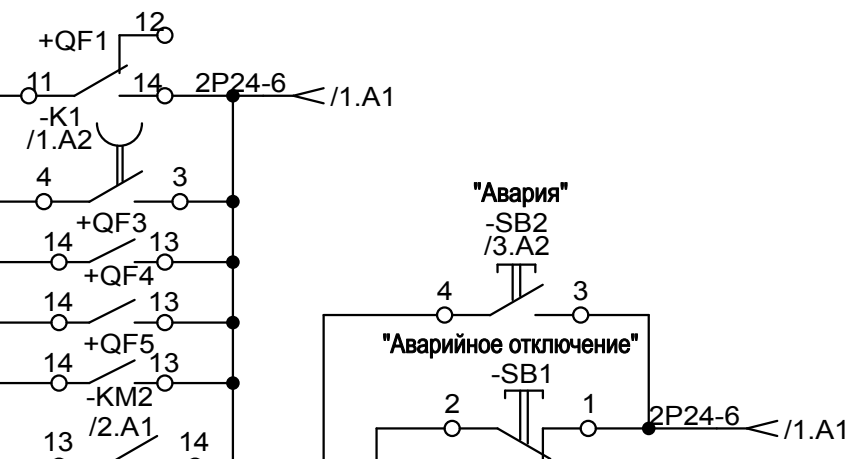 12
+QF1
11
14
2P24-6
/1.A1
-K1
/1.A2
4
3
+QF3
14
13
+QF4
14
13
+QF5
14
13
-KM2
/2.A1
13
14
"Авария"
-SB2
/3.A2
4
3
"Аварийное отключение"
-SB1
2
1
2P24-6
/1.A1